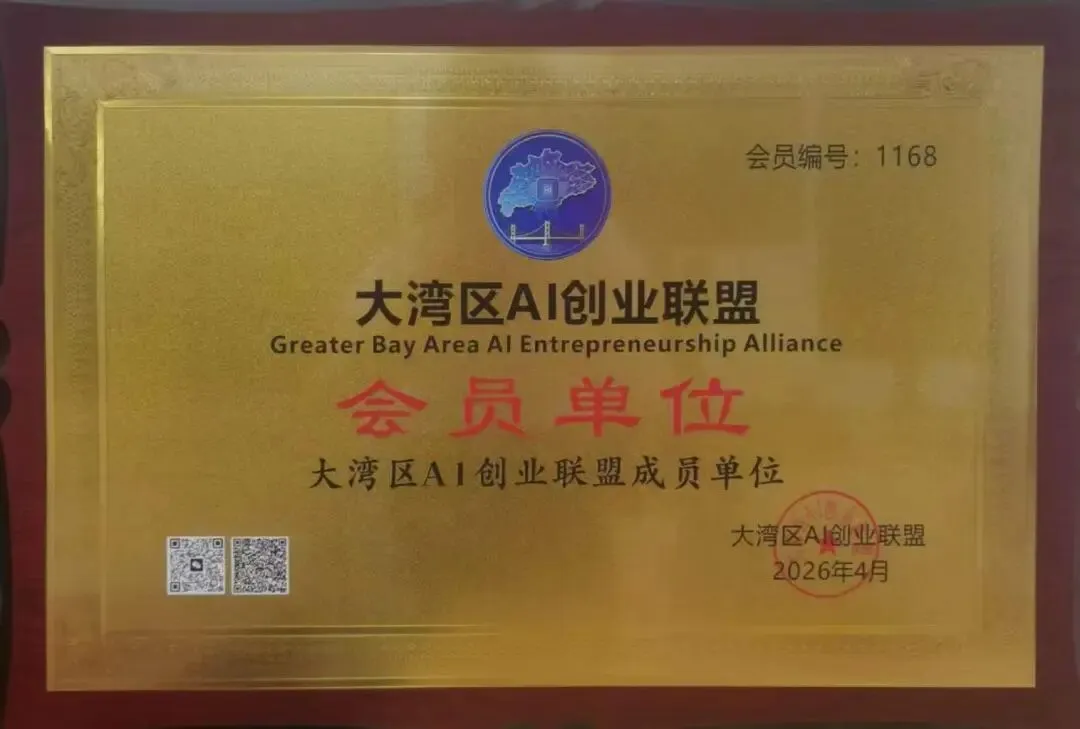 会员编号：1168
AI
大湾区AI创业联盟
Greater Bay Area AI Entrepreneurship Alliance
会员单位
大湾区AI创业联盟成员单位
大湾区AI创业联盟
2026年4月